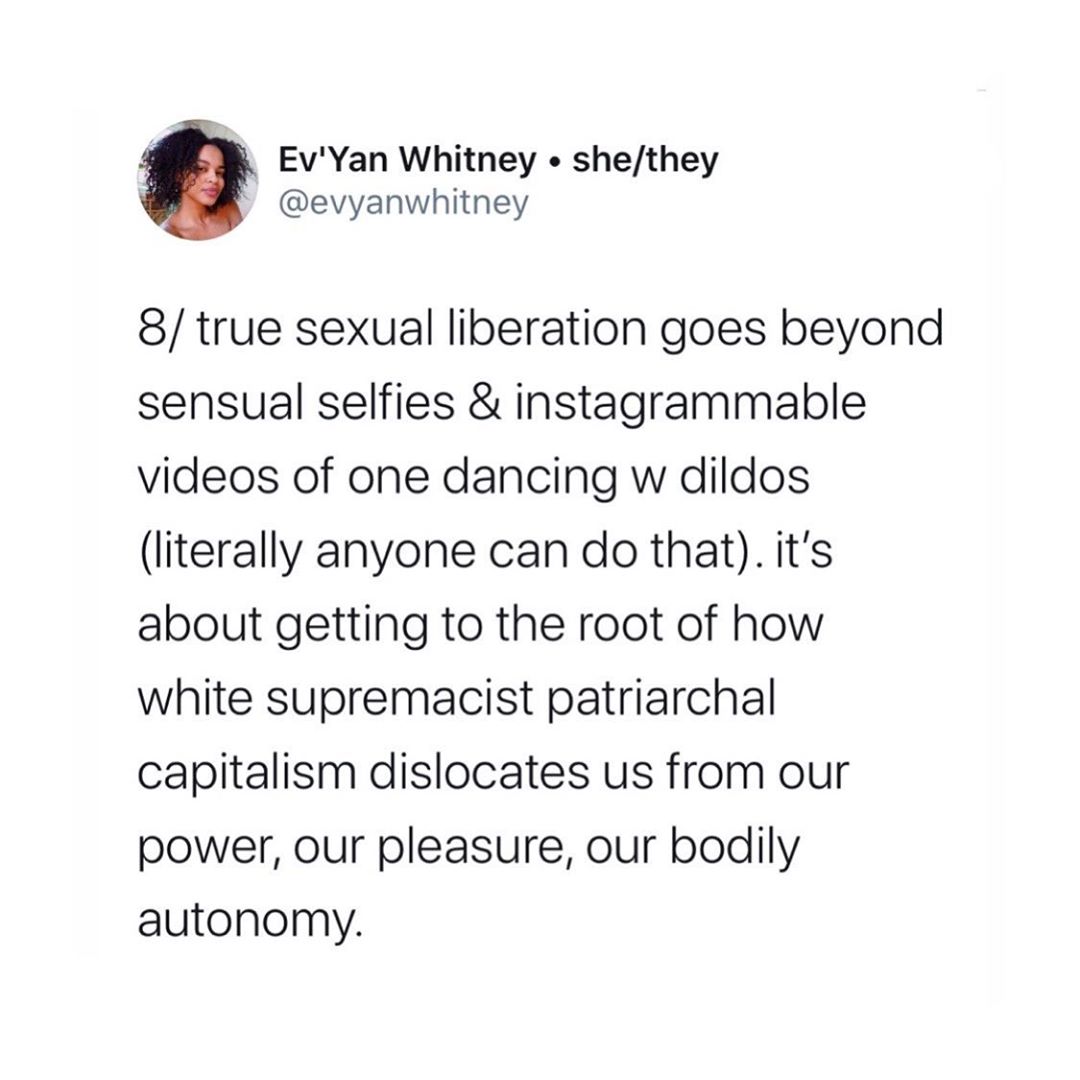 Ev'Yan Whitney • she/they
@evyanwhitney
8/ true sexual liberation goes beyond
sensual selfies & instagrammable
videos of one dancing w dildos
(literally anyone can do that). it’s
about getting to the root of how
white supremacist patriarchal
capitalism dislocates us from our
power, our pleasure, our bodily
autonomy.